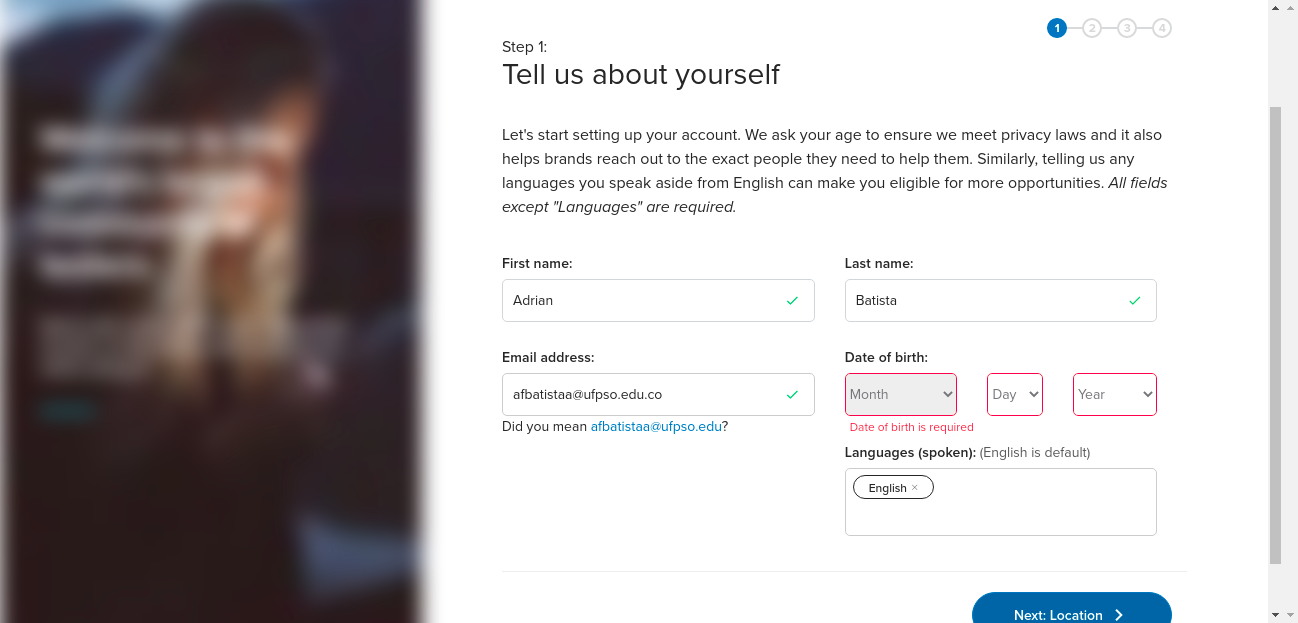 1 2 3 4
Step 1:
Tell us about yourself
Let's start setting up your account. We ask your age to ensure we meet privacy laws and it also
helps brands reach out to the exact people they need to help them. Similarly, telling us any
languages you speak aside from English can make you eligible for more opportunities. All fields
except "Languages" are required.
First name:
Last name:
Adrian
Batista
Email address:
Date of birth:
afbatistaa@ufpso.edu.co
Month
Day
Year
Did you mean afbatistaa@ufpso.edu?
Date of birth is required
Languages (spoken): (English is default)
English ×
Next: Location